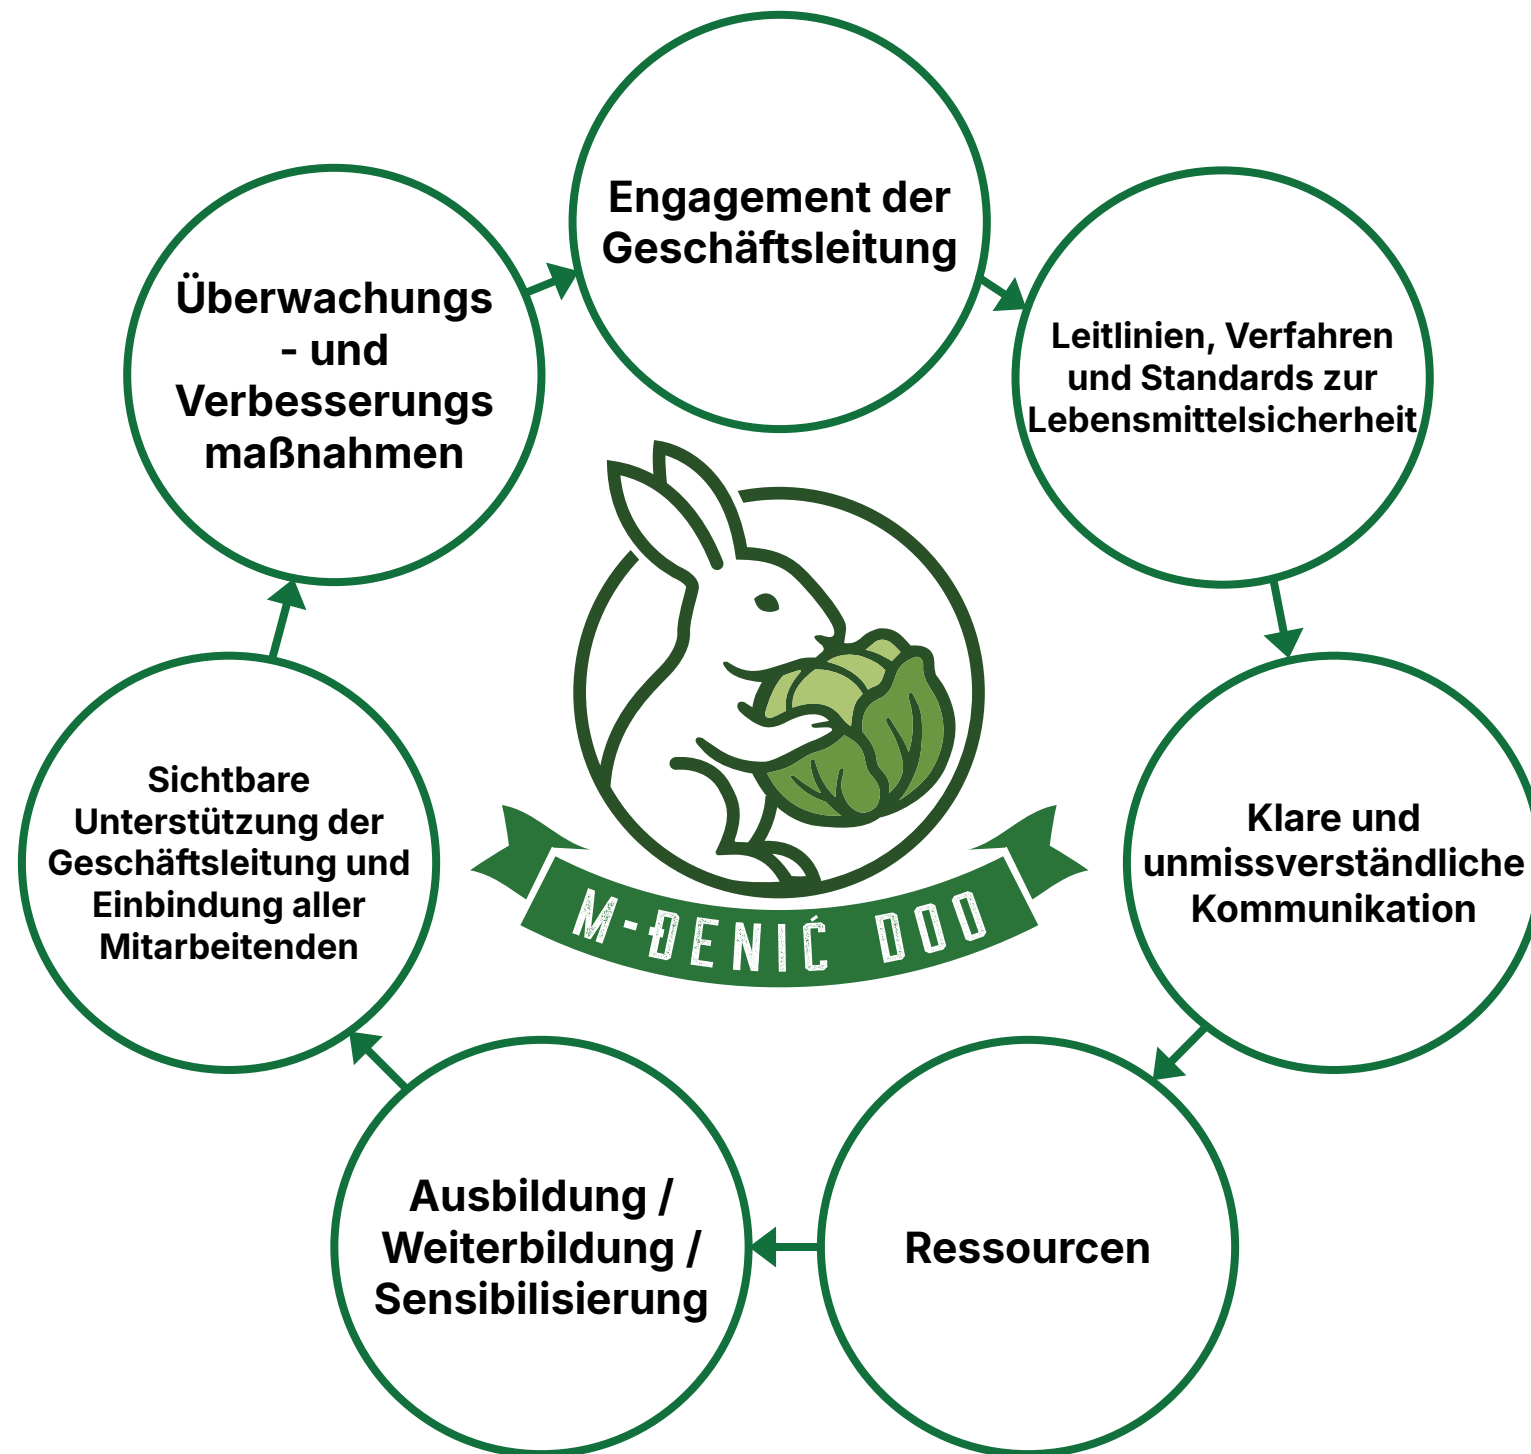 Engagement der
Geschäftsleitung
Leitlinien, Verfahren
und Standards zur
Lebensmittelsicherheit
Klare und
unmissverständliche
Kommunikation
Ressourcen
Ausbildung /
Weiterbildung /
Sensibilisierung
Sichtbare
Unterstützung der
Geschäftsleitung und
Einbindung aller
Mitarbeitenden
Überwachungs
- und
Verbesserungs
maßnahmen
M-ĐENIĆ DOO